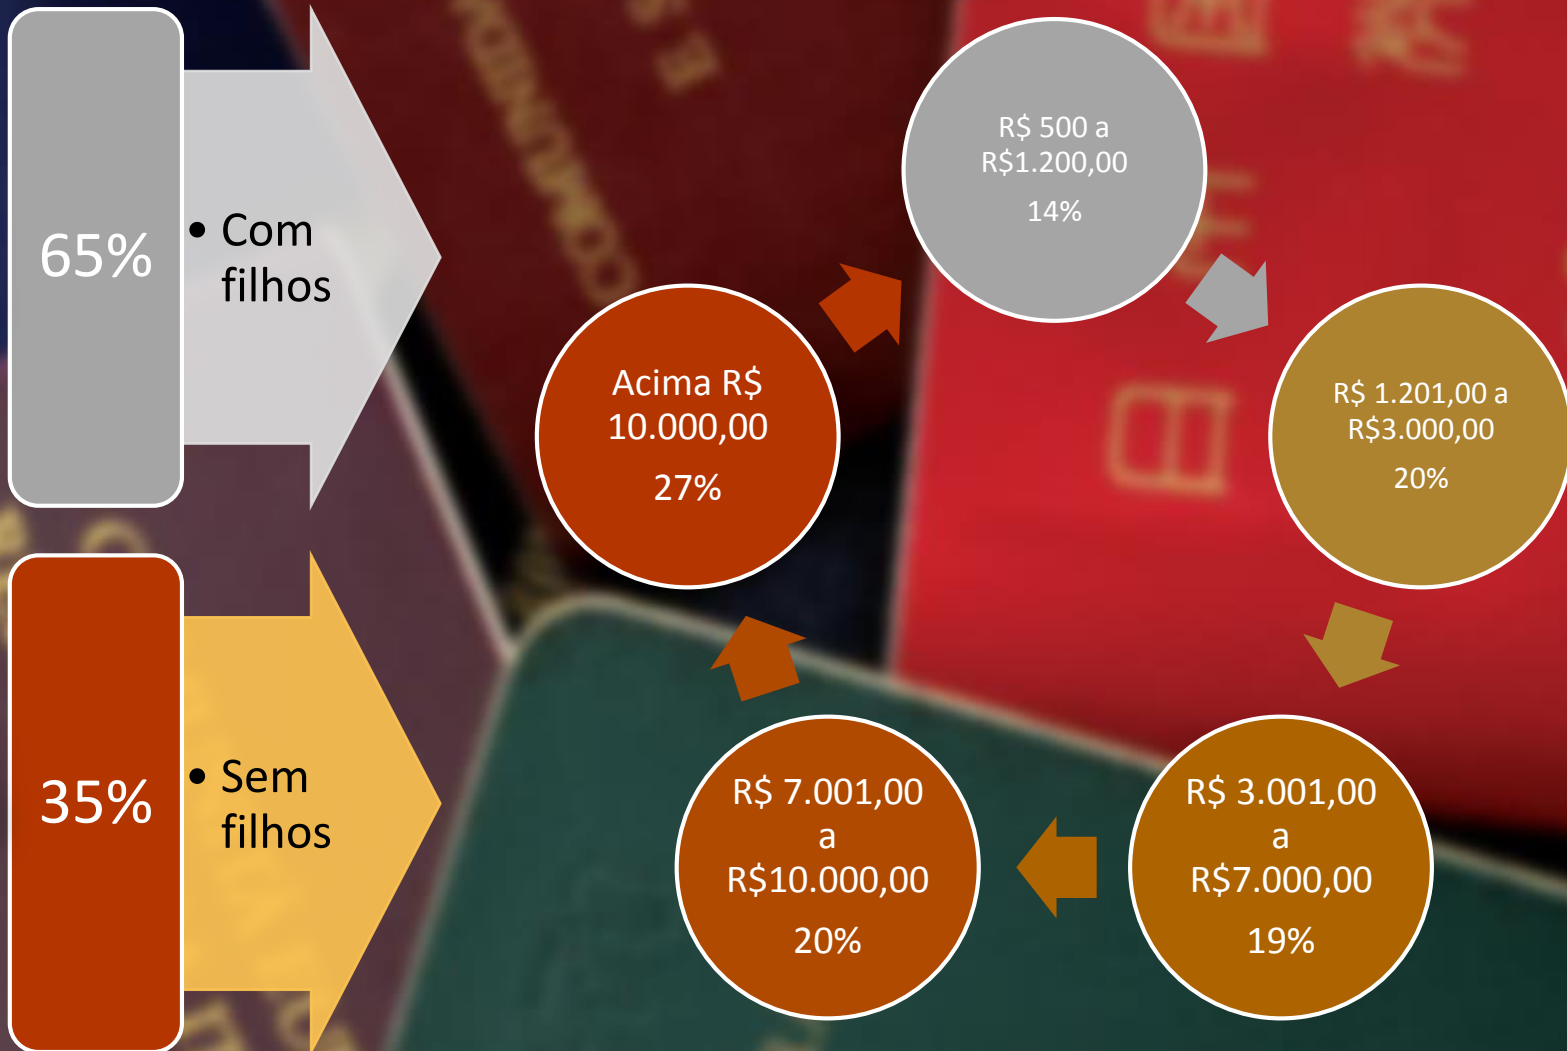 65%
• Com
filhos
35%
• Sem
filhos
R$ 500 a
R$1.200,00
14%
R$ 1.201,00 a
R$3.000,00
20%
R$ 3.001,00
a
R$7.000,00
19%
R$ 7.001,00
a
R$10.000,00
20%
Acima R$
10.000,00
27%